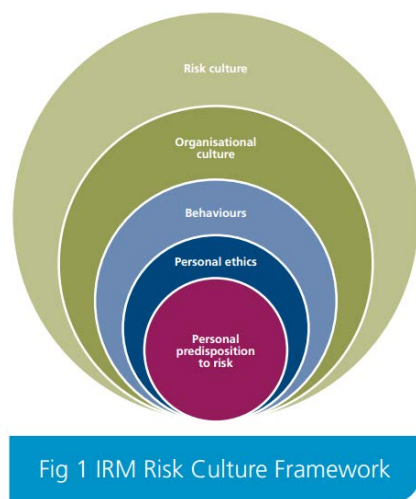 Risk culture
Organisational
culture
Behaviours
Personal ethics
Personal
predisposition
to risk
Fig 1 IRM Risk Culture Framework